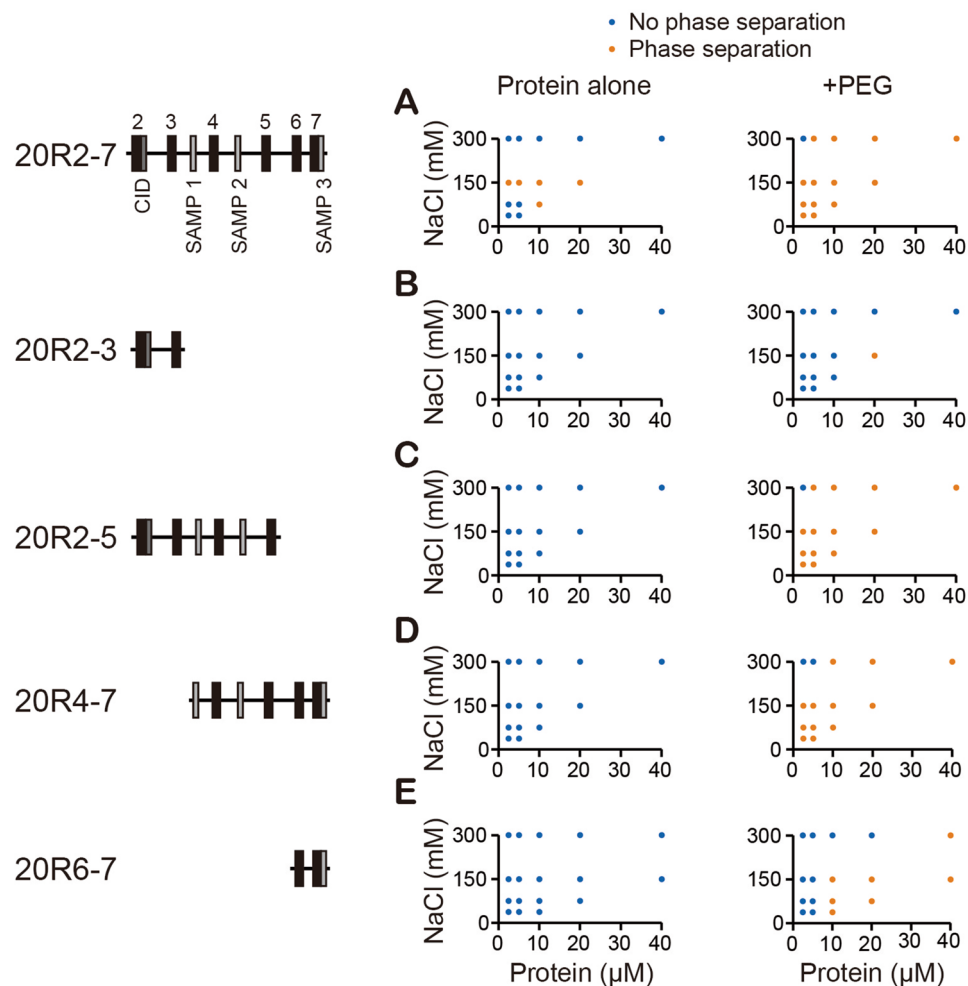 No phase separation
Phase separation
Protein alone
+PEG
A
20R2-7
2 3 4 5 6 7
CID
SAMP 1
SAMP 2
SAMP 3
NaCl (mM)
300
150
0
0 10 20 30 40
300
150
0
0 10 20 30 40
B
20R2-3
NaCl (mM)
300
150
0
0 10 20 30 40
300
150
0
0 10 20 30 40
C
20R2-5
NaCl (mM)
300
150
0
0 10 20 30 40
300
150
0
0 10 20 30 40
D
20R4-7
NaCl (mM)
300
150
0
0 10 20 30 40
300
150
0
0 10 20 30 40
E
20R6-7
NaCl (mM)
300
150
0
0 10 20 30 40
300
150
0
0 10 20 30 40
Protein (μM)
Protein (μM)